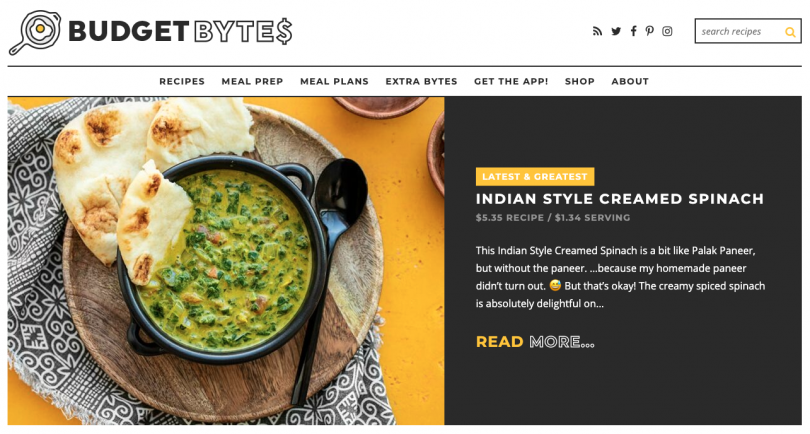 BUDGET BYTE$
search recipes
RECIPES MEAL PREP MEAL PLANS EXTRA BYTES GET THE APP! SHOP ABOUT
LATEST & GREATEST
INDIAN STYLE CREAMED SPINACH
$5.35 RECIPE / $1.34 SERVING
This Indian Style Creamed Spinach is a bit like Palak Paneer,
but without the paneer. …because my homemade paneer
didn't turn out. 😅 But that's okay! The creamy spiced spinach
is absolutely delightful on…
READ MORE...